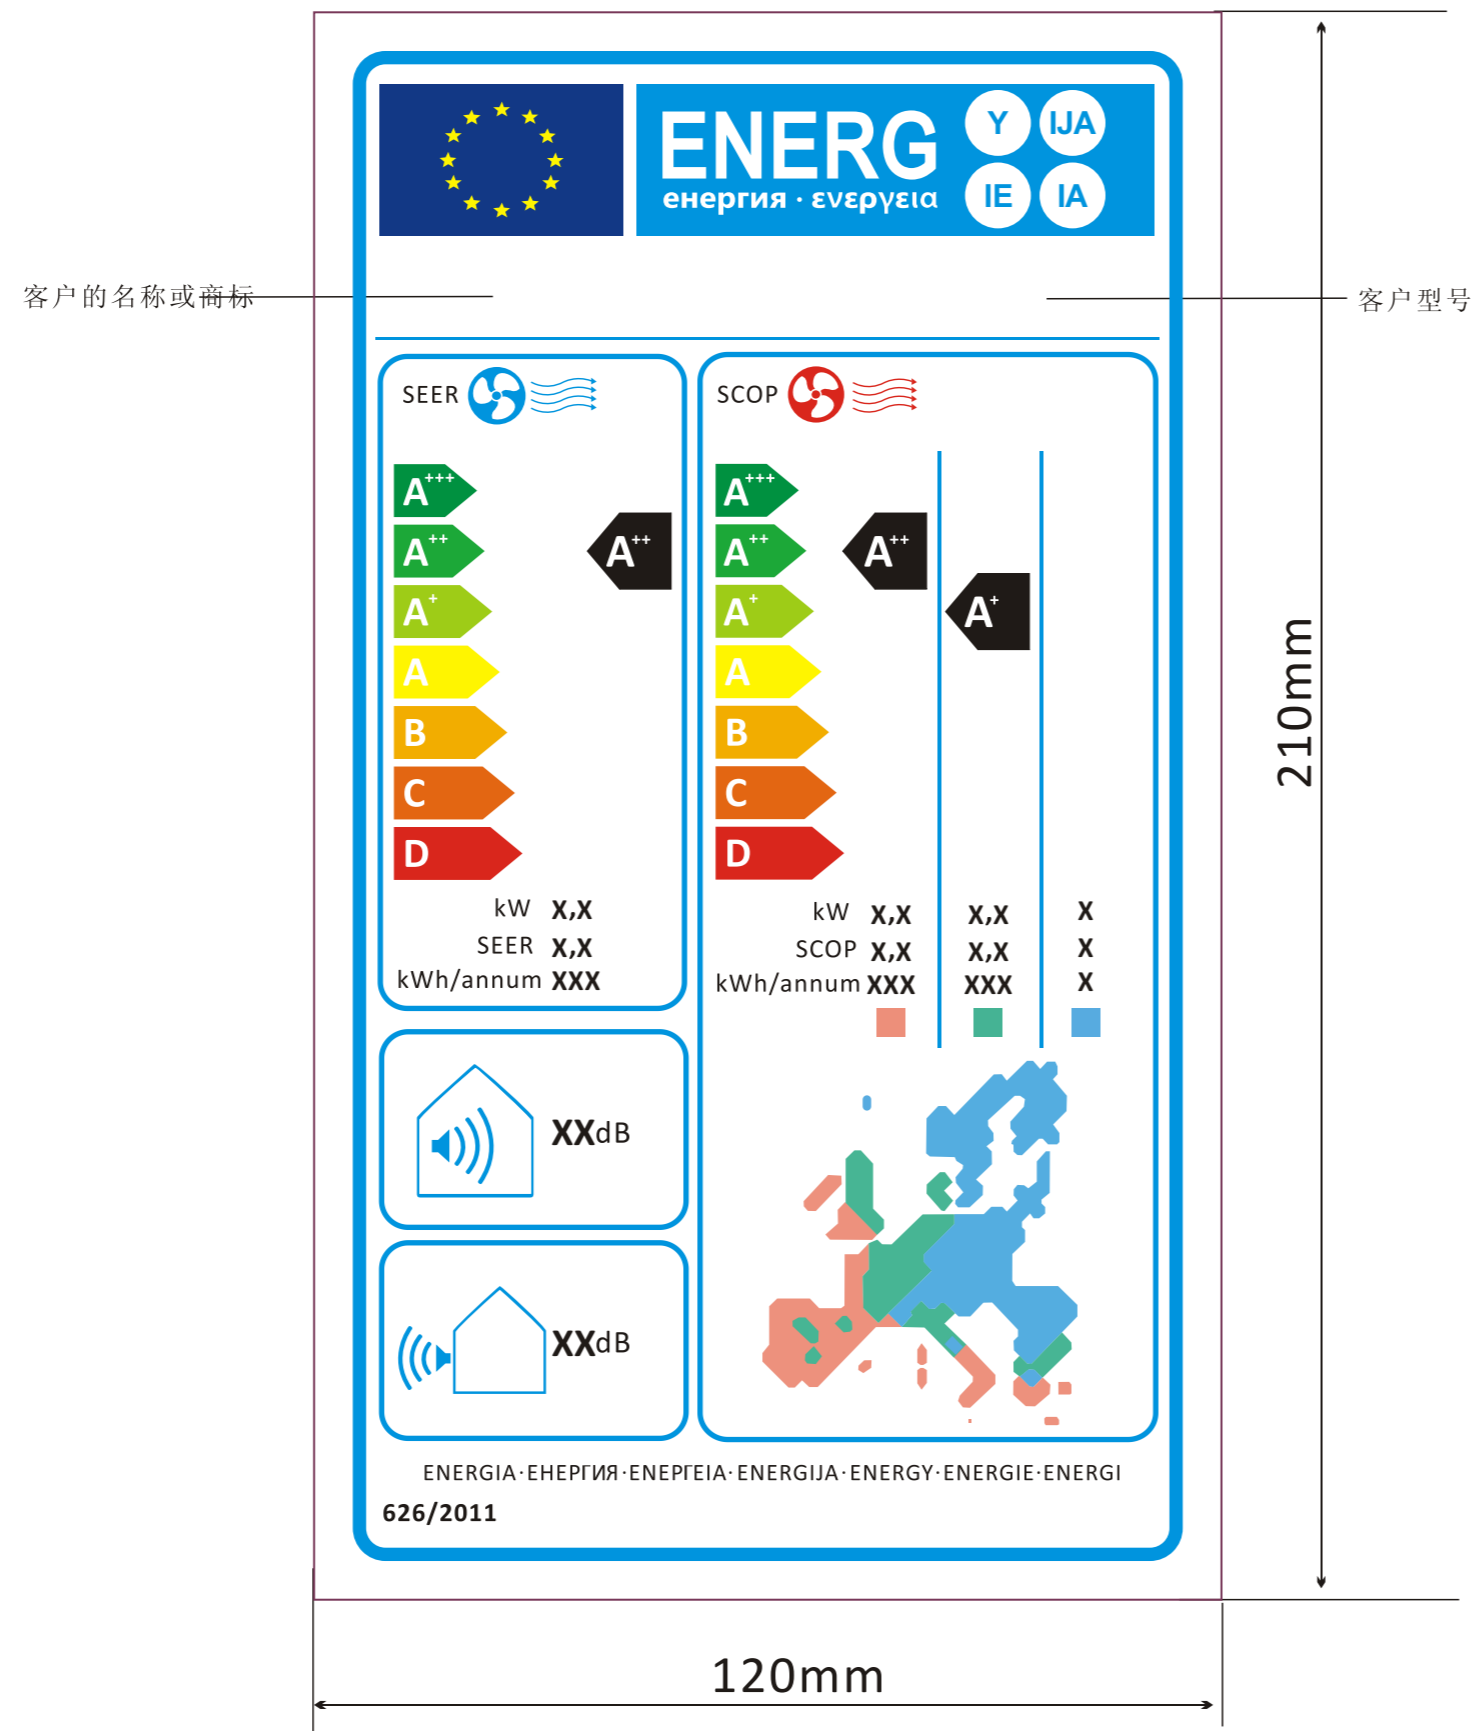 ENERG
Y IJA
енергия · ενεργεια
IE IA
客户的名称或商标
客户型号
SEER
SCOP
A+++
A++
A+
A
B
C
D
A++
A+++
A++
A+
A
B
C
D
A++
A+
kW X,X
SEER X,X
kWh/annum XXX
kW X,X X,X X
SCOP X,X X,X X
kWh/annum XXX XXX X
XXdB
XXdB
ENERGIA·ЕНЕРГИЯ·ΕΝΕΡΓΕΙΑ·ENERGIJA·ENERGY·ENERGIE·ENERGI
626/2011
210mm
120mm